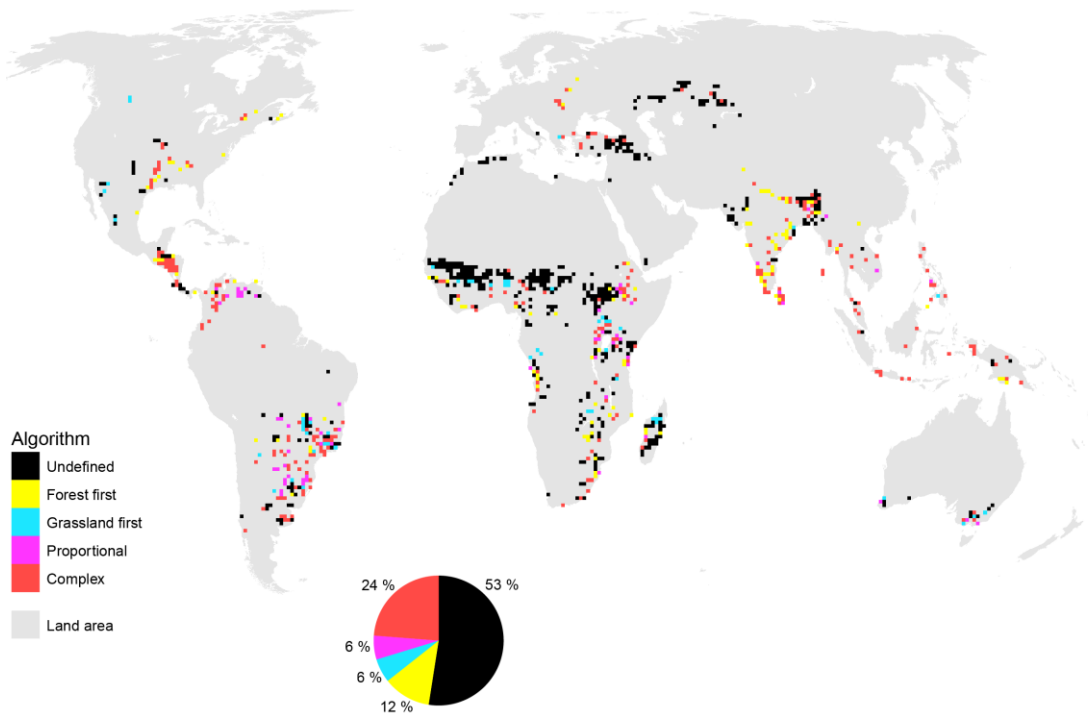 Algorithm
Undefined
Forest first
Grassland first
Proportional
Complex
Land area
24 %
53 %
6 %
6 %
12 %